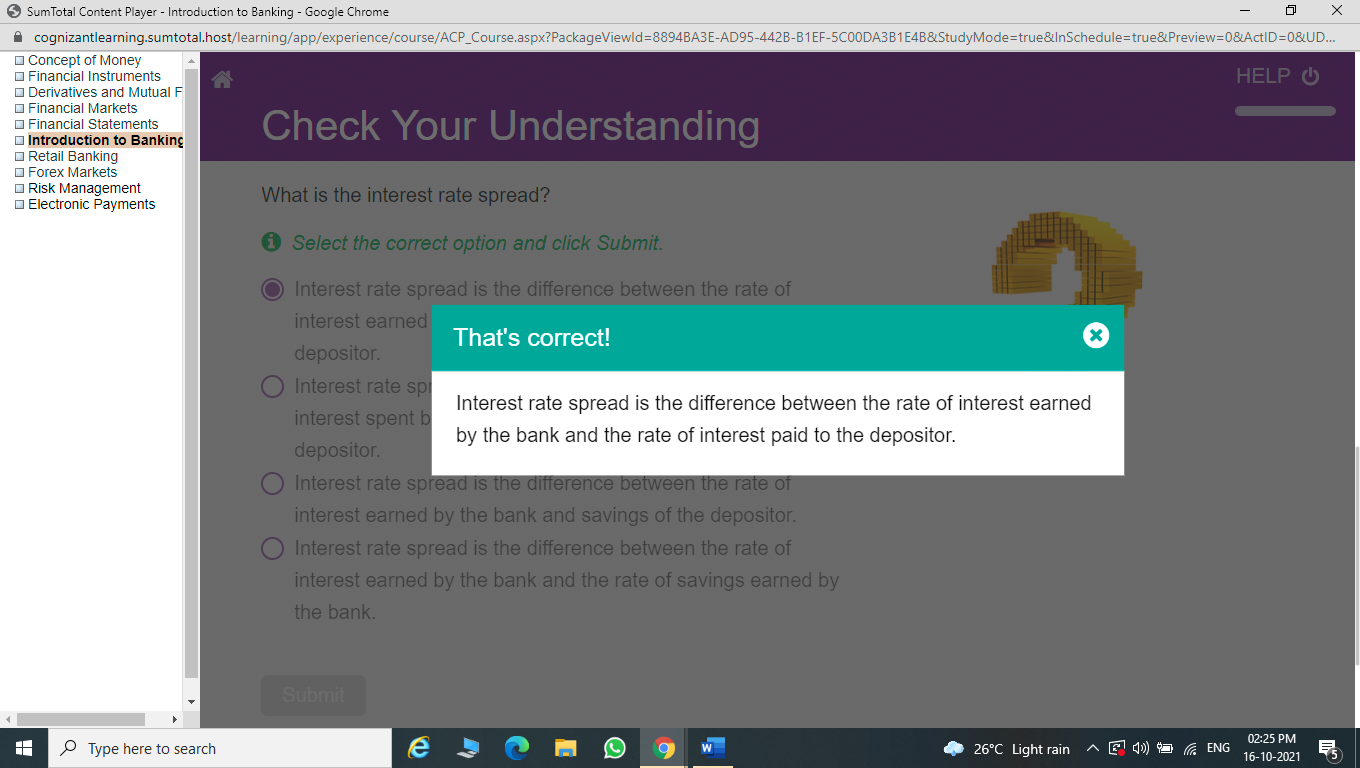 SumTotal Content Player - Introduction to Banking - Google Chrome
cognizantlearning.sumtotal.host/learning/app/experience/course/ACP_Course.aspx?PackageViewId=8894BA3E-AD95-442B-B1EF-5C00DA3B1E4B&StudyMode=true&InSchedule=true&Preview=0&ActID=0&UD...
Concept of Money
Financial Instruments
Derivatives and Mutual F
Financial Markets
Financial Statements
Introduction to Banking
Retail Banking
Forex Markets
Risk Management
Electronic Payments
HELP
Check Your Understanding
What is the interest rate spread?
Select the correct option and click Submit.
Interest rate spread is the difference between the rate of
interest earned
depositor.
Interest rate spr
interest spent b
depositor.
Interest rate spread is the difference between the rate of
interest earned by the bank and savings of the depositor.
Interest rate spread is the difference between the rate of
interest earned by the bank and the rate of savings earned by
the bank.
That's correct!
Interest rate spread is the difference between the rate of interest earned
by the bank and the rate of interest paid to the depositor.
Submit
Type here to search
26°C Light rain
ENG
02:25 PM
16-10-2021
5